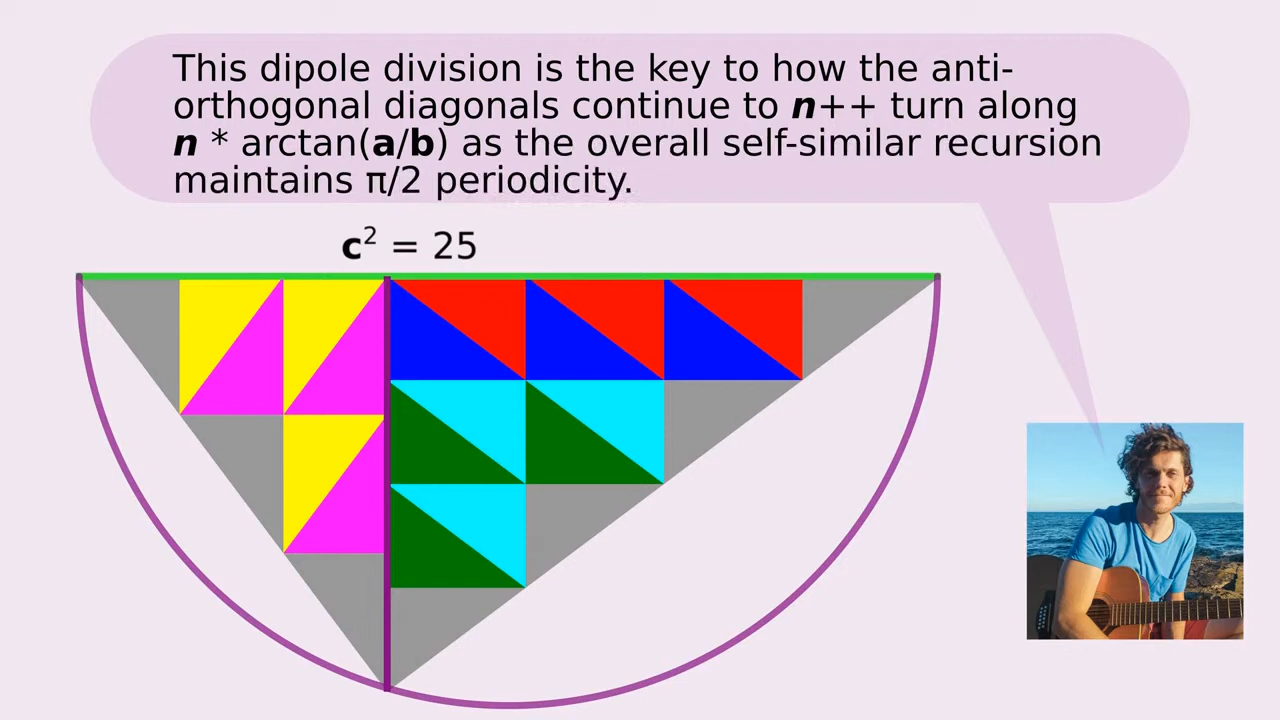 This dipole division is the key to how the anti-
orthogonal diagonals continue to n++ turn along
n * arctan(a/b) as the overall self-similar recursion
maintains π/2 periodicity.
c² = 25